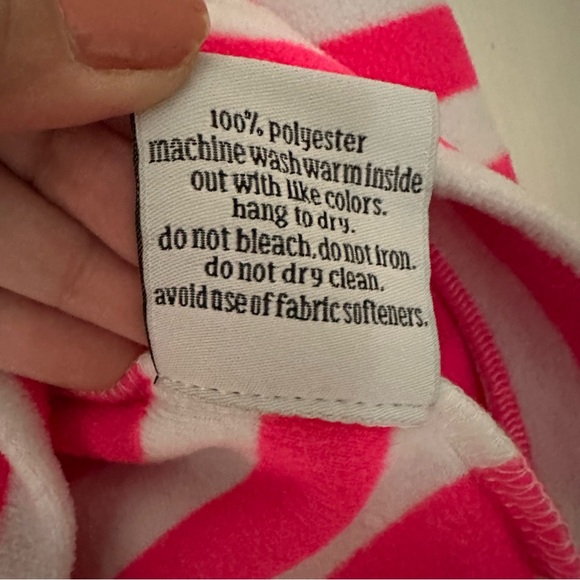 100% polyester
machine wash warm inside
out with like colors.
hang to dry.
do not bleach, do not iron.
do not dry clean.
avoid use of fabric softeners.